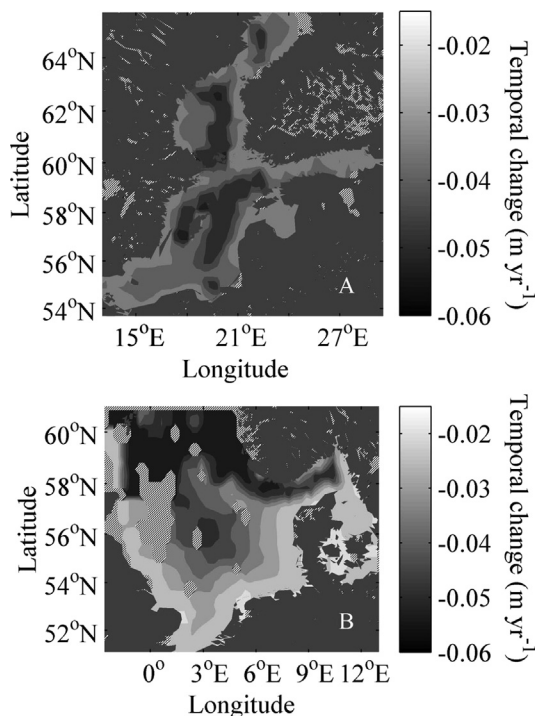 64°N
62°N
60°N
58°N
56°N
54°N
Latitude
15°E 21°E 27°E
Longitude
A
-0.02
-0.03
-0.04
-0.05
-0.06
Temporal change (m yr-1)
60°N
58°N
56°N
54°N
52°N
Latitude
0° 3°E 6°E 9°E 12°E
Longitude
B
-0.02
-0.03
-0.04
-0.05
-0.06
Temporal change (m yr-1)